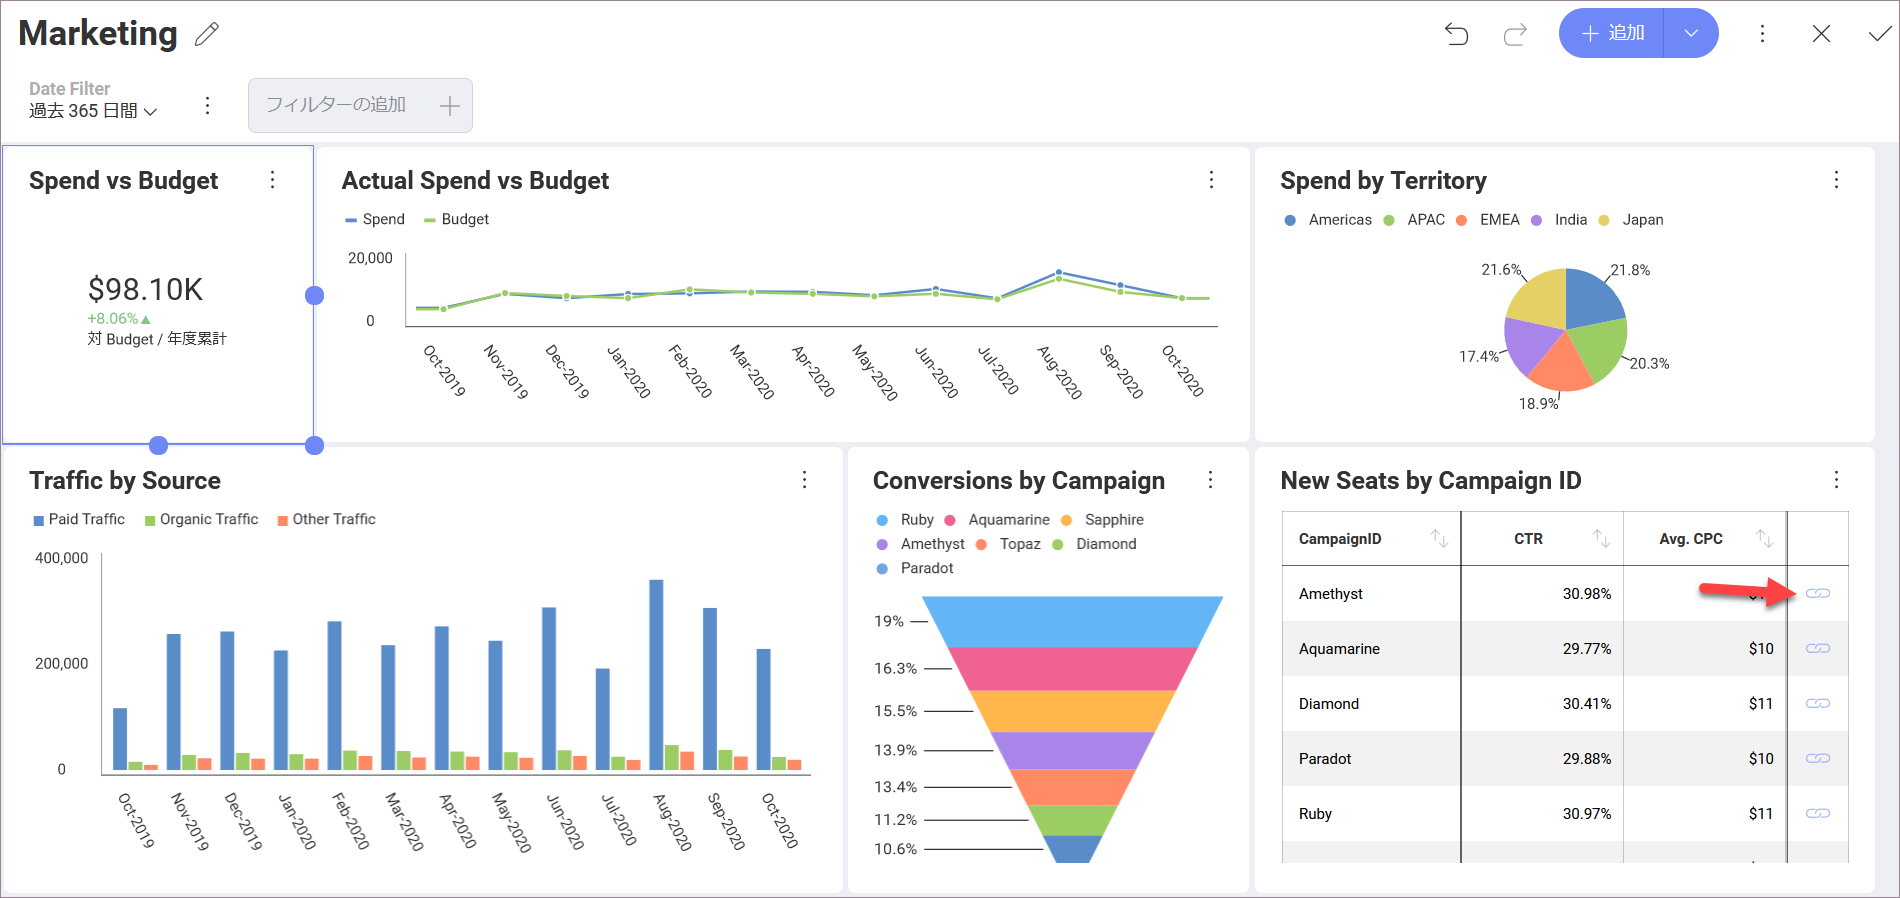 Marketing
追加
Date Filter
過去 365 日間
フィルターの追加
Spend vs Budget
$98.10K
+8.06%
対 Budget / 年度累計
Actual Spend vs Budget
Spend Budget
20,000
0
Oct-2019 Nov-2019 Dec-2019 Jan-2020 Feb-2020 Mar-2020 Apr-2020 May-2020 Jun-2020 Jul-2020 Aug-2020 Sep-2020 Oct-2020
Spend by Territory
Americas APAC EMEA India Japan
21.6% 21.8%
17.4% 20.3%
18.9%
Traffic by Source
Paid Traffic Organic Traffic Other Traffic
400,000
200,000
0
Oct-2019 Nov-2019 Dec-2019 Jan-2020 Feb-2020 Mar-2020 Apr-2020 May-2020 Jun-2020 Jul-2020 Aug-2020 Sep-2020 Oct-2020
Conversions by Campaign
Ruby Aquamarine Sapphire
Amethyst Topaz Diamond
Paradot
19%
16.3%
15.5%
13.9%
13.4%
11.2%
10.6%
New Seats by Campaign ID
CampaignID CTR Avg. CPC
Amethyst 30.98%
Aquamarine 29.77% $10
Diamond 30.41% $11
Paradot 29.88% $10
Ruby 30.97% $11